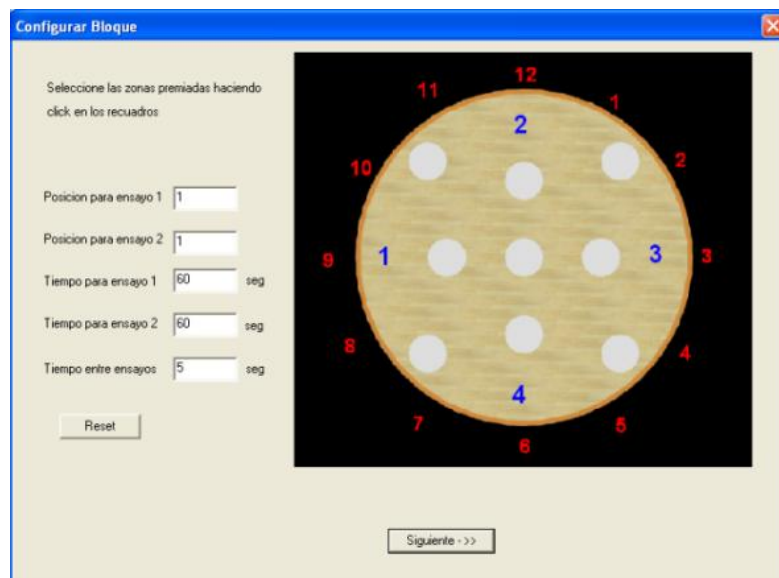 Configurar Bloque
Seleccione las zonas premiadas haciendo
click en los recuadros
Posicion para ensayo 1 1
Posicion para ensayo 2 1
Tiempo para ensayo 1 60 seg
Tiempo para ensayo 2 60 seg
Tiempo entre ensayos 5 seg
Reset
12
11
1
2
2
10
9
1
3
3
8
4
4
7
5
6
Siguiente - >>